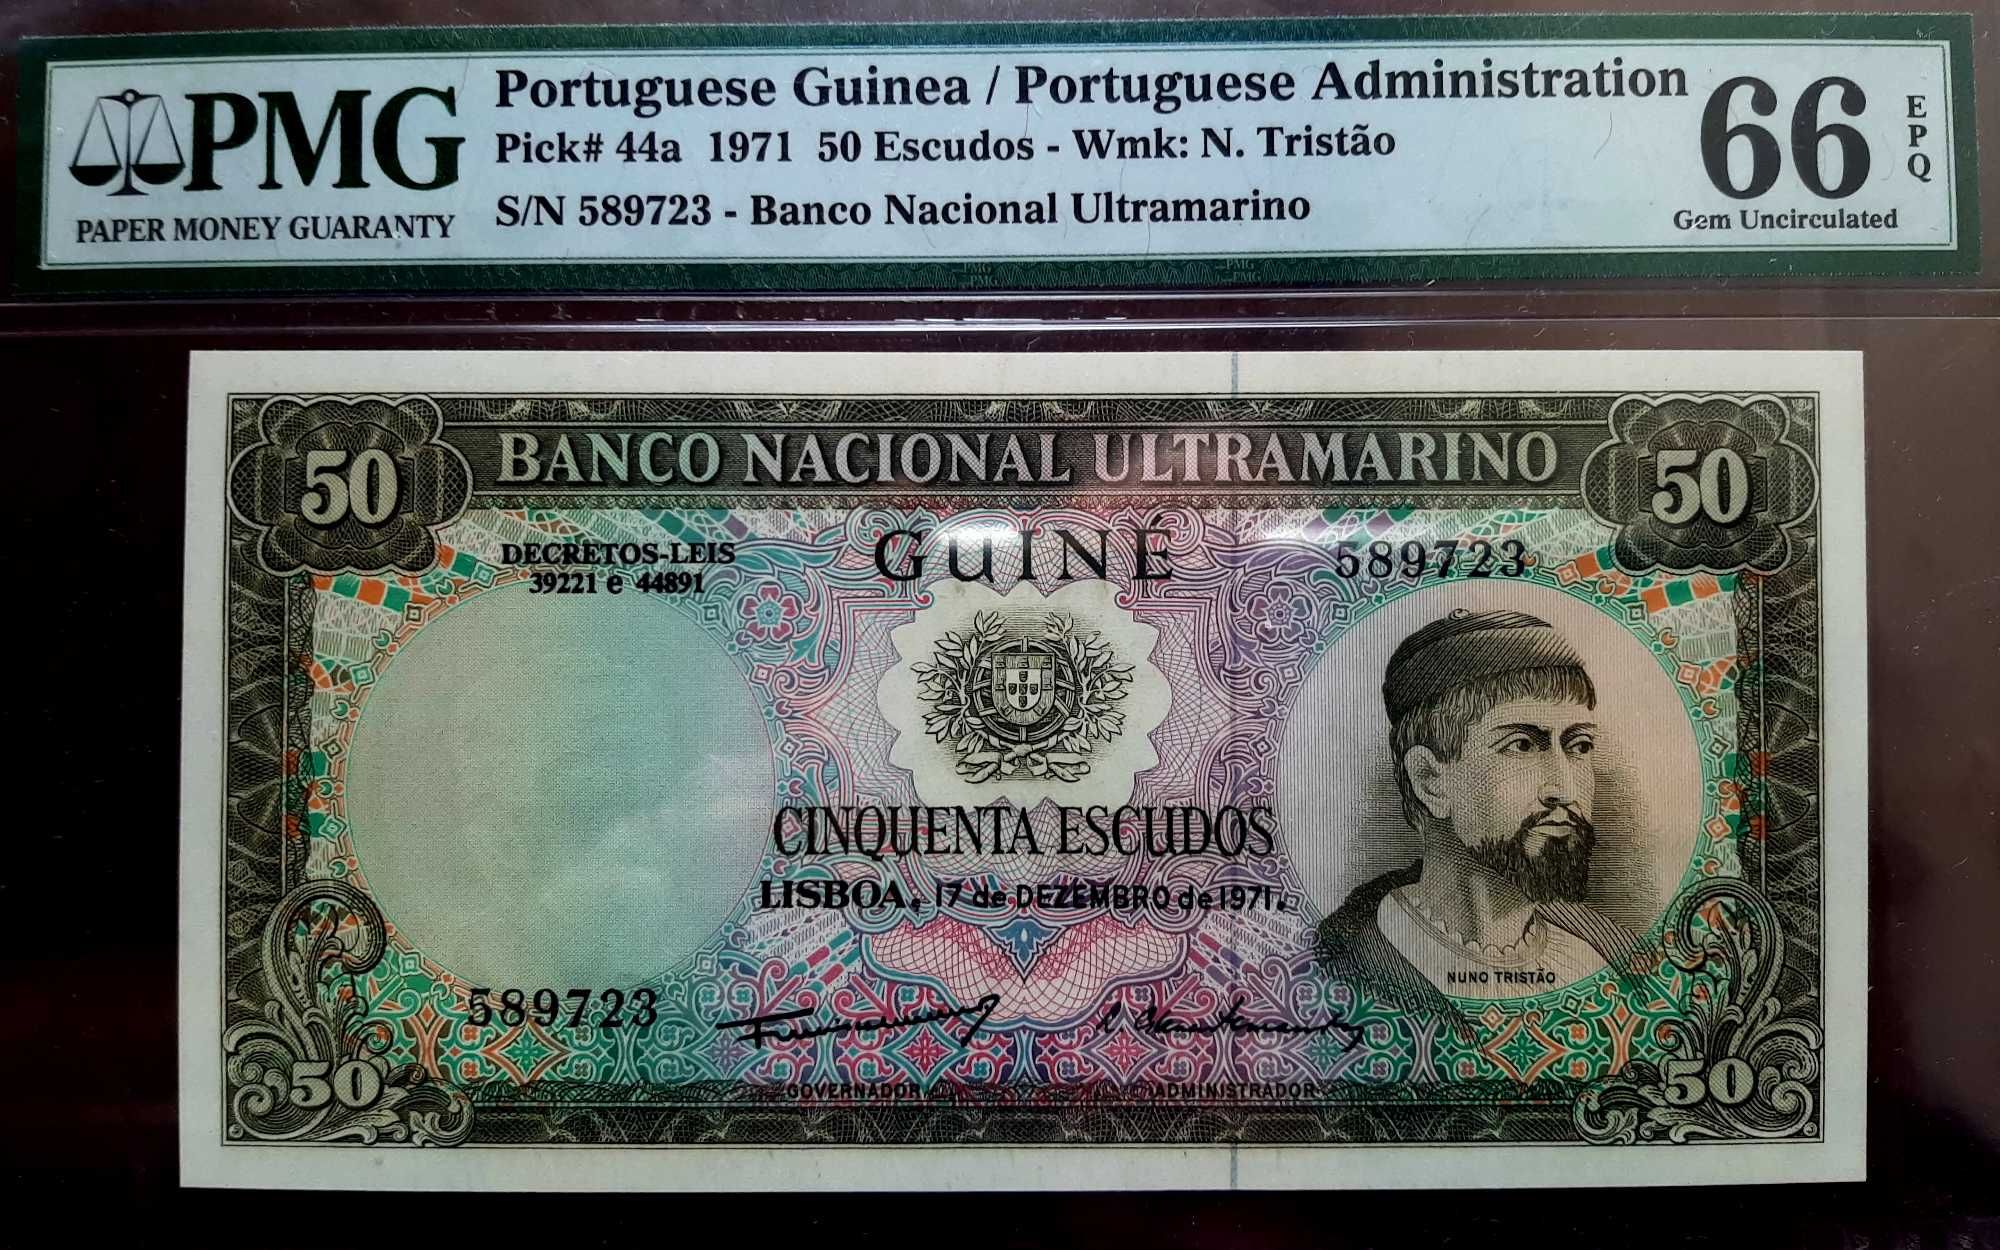 PMG
PAPER MONEY GUARANTY
Portuguese Guinea / Portuguese Administration
Pick# 44a 1971 50 Escudos - Wmk: N. Tristão
S/N 589723 - Banco Nacional Ultramarino
66
EPQ
Gem Uncirculated
50
BANCO NACIONAL ULTRAMARINO
50
DECRETOS-LEIS
39221 e 44891
GUINÉ
589723
CINQUENTA ESCUDOS
LISBOA, 17 de DEZEMBRO de 1971.
NUNO TRISTÃO
589723
GOVERNADOR
ADMINISTRADOR
50
50